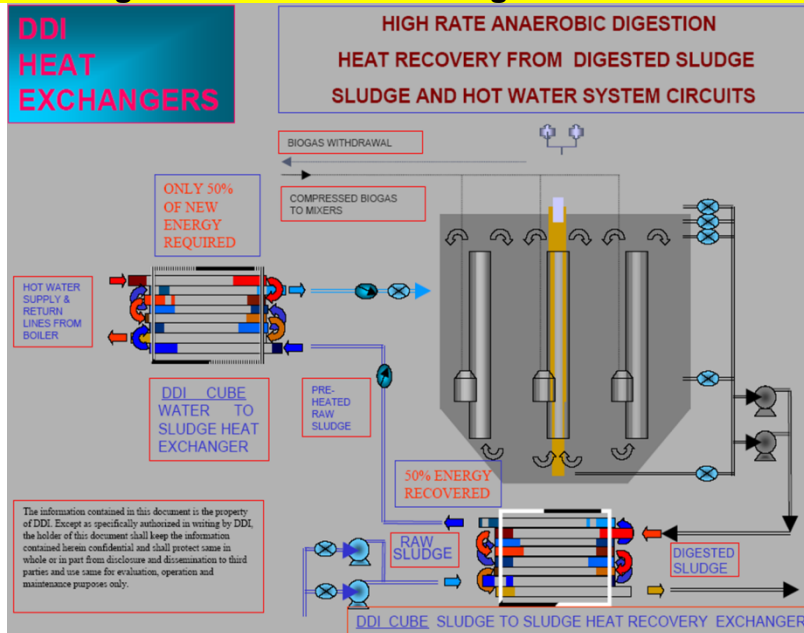 DDI
HEAT
EXCHANGERS
HIGH RATE ANAEROBIC DIGESTION
HEAT RECOVERY FROM DIGESTED SLUDGE
SLUDGE AND HOT WATER SYSTEM CIRCUITS
BIOGAS WITHDRAWAL
COMPRESSED BIOGAS
TO MIXERS
ONLY 50%
OF NEW
ENERGY
REQUIRED
HOT WATER
SUPPLY &
RETURN
LINES FROM
BOILER
DDI CUBE
WATER TO
SLUDGE HEAT
EXCHANGER
PRE-
HEATED
RAW
SLUDGE
50% ENERGY
RECOVERED
The information contained in this document is the property
of DDI. Except as specifically authorized in writing by DDI,
the holder of this document shall keep the information
contained herein confidential and shall protect same in
whole or in part from disclosure and dissemination to third
parties and use same for evaluation, operation and
maintenance purposes only.
RAW
SLUDGE
DIGESTED
SLUDGE
DDI CUBE SLUDGE TO SLUDGE HEAT RECOVERY EXCHANGER